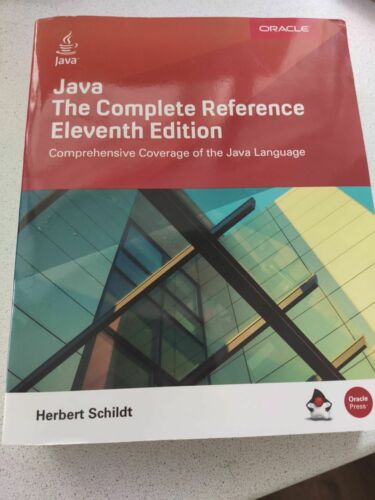 Java
ORACLE
Java
The Complete Reference
Eleventh Edition
Comprehensive Coverage of the Java Language
Herbert Schildt
Oracle
Press